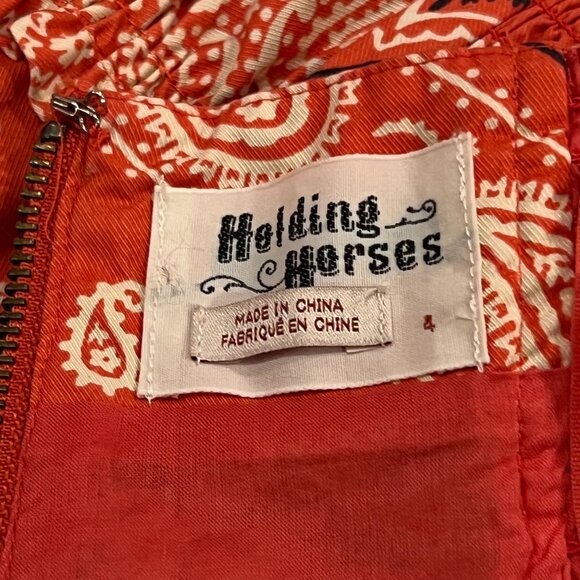 Holding
Horses
MADE IN CHINA
FABRIQUÉ EN CHINE
4